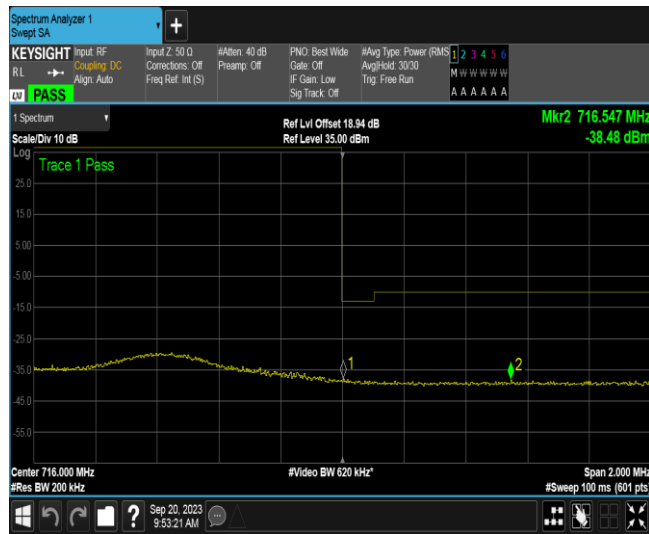 Spectrum Analyzer 1
Swept SA
+
KEYSIGHT
RL
LXI PASS
Input: RF
Coupling: DC
Align: Auto
Input Z: 50 Ω
Corrections: Off
Freq Ref: Int (S)
#Atten: 40 dB
Preamp: Off
PNO: Best Wide
Gate: Off
IF Gain: Low
Sig Track: Off
#Avg Type: Power (RMS
Avg|Hold: 30/30
Trig: Free Run
1 2 3 4 5 6
M W W W W W
A A A A A A
1 Spectrum
Scale/Div 10 dB
Ref Lvl Offset 18.94 dB
Ref Level 35.00 dBm
Mkr2 716.547 MHz
-38.48 dBm
Log
Trace 1 Pass
25.0
15.0
5.00
-5.00
-15.0
-25.0
-35.0
-45.0
-55.0
1
2
Center 716.000 MHz
#Res BW 200 kHz
#Video BW 620 kHz*
Span 2.000 MHz
#Sweep 100 ms (601 pts
?
Sep 20, 2023
9:53:21 AM